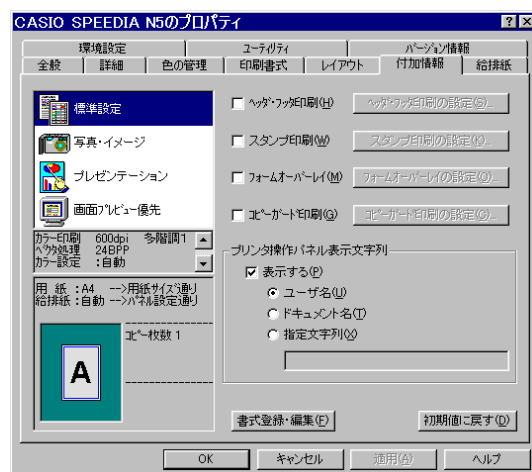 CASIO SPEEDIA N5のプロパティ
環境設定 ユーティリティ バージョン情報
全般 詳細 色の管理 印刷書式 レイアウト 付加情報 給排紙
標準設定
写真・イメージ
プレゼンテーション
画面プレビュー優先
カラー印刷 600dpi 多階調1
ベクタ処理 24BPP
カラー設定 :自動
用 紙 :A4 -->用紙サイズ通り
給排紙 :自動 -->パネル設定通り
コピー枚数 1
A
ヘッダ・フッタ印刷(H) ヘッダ・フッタ印刷の設定(S)...
スタンプ印刷(W) スタンプ印刷の設定(K)...
フォームオーバーレイ(M) フォームオーバーレイの設定(O)...
コピーガード印刷(G) コピーガード印刷の設定(C)...
プリンタ操作パネル表示文字列
表示する(P)
ユーザ名(U)
ドキュメント名(T)
指定文字列(X)
書式登録・編集(F) 初期値に戻す(D)
OK キャンセル 適用(A) ヘルプ